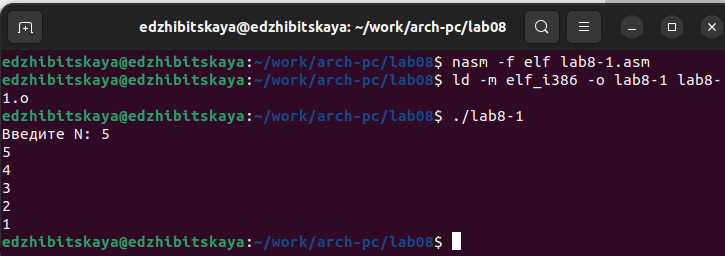 edzhibitskaya@edzhibitskaya: ~/work/arch-pc/lab08
edzhibitskaya@edzhibitskaya:~/work/arch-pc/lab08$ nasm -f elf lab8-1.asm
edzhibitskaya@edzhibitskaya:~/work/arch-pc/lab08$ ld -m elf_i386 -o lab8-1 lab8-
1.o
edzhibitskaya@edzhibitskaya:~/work/arch-pc/lab08$ ./lab8-1
Введите N: 5
5
4
3
2
1
edzhibitskaya@edzhibitskaya:~/work/arch-pc/lab08$